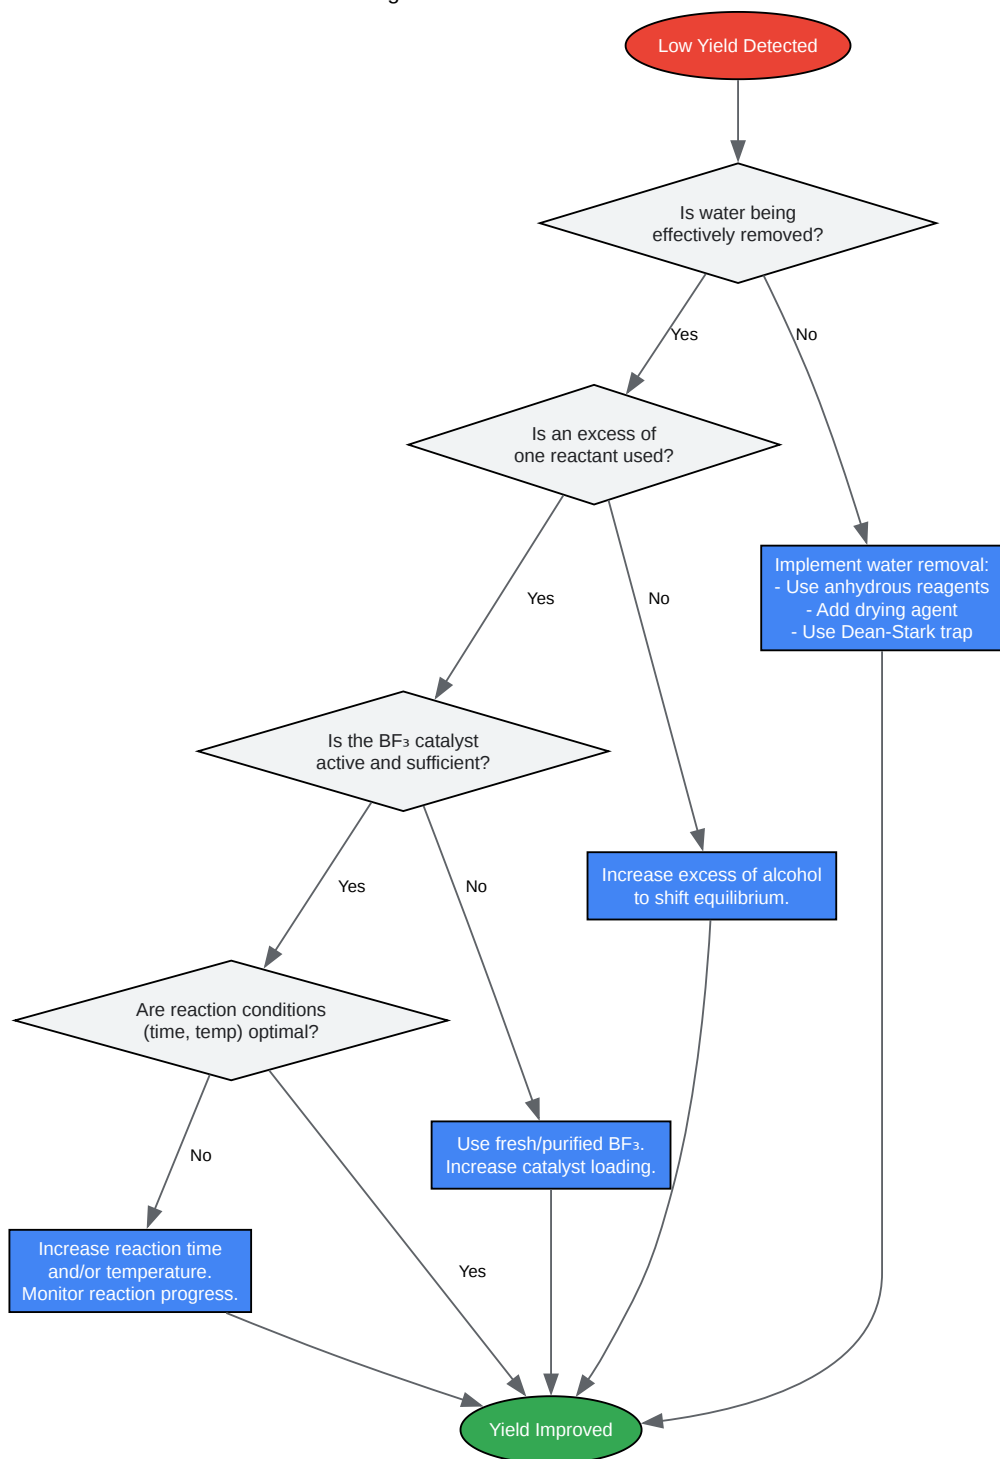 Low Yield Detected
Is water being
effectively removed?
Yes
No
Is an excess of
one reactant used?
Yes
No
Implement water removal:
- Use anhydrous reagents
- Add drying agent
- Use Dean-Stark trap
Is the BF₃ catalyst
active and sufficient?
Yes
No
Increase excess of alcohol
to shift equilibrium.
Are reaction conditions
(time, temp) optimal?
No
Yes
Use fresh/purified BF₃.
Increase catalyst loading.
Increase reaction time
and/or temperature.
Monitor reaction progress.
Yield Improved